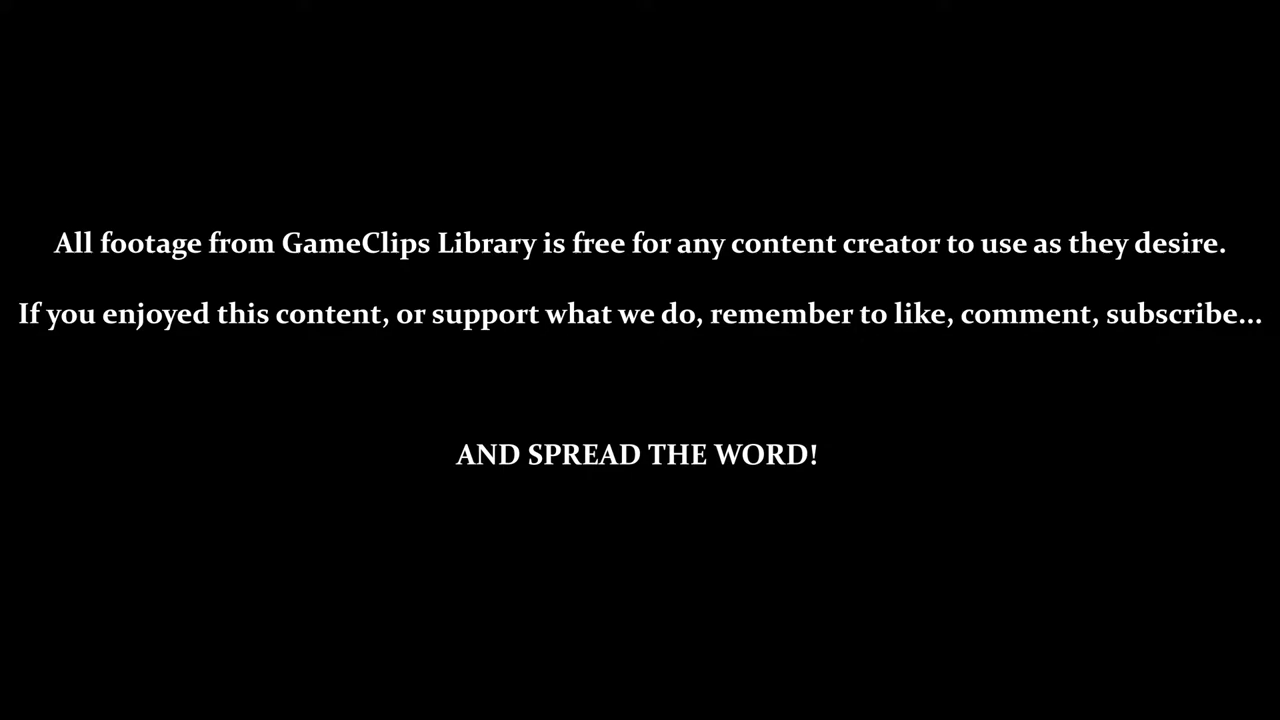 All footage from GameClips Library is free for any content creator to use as they desire.
If you enjoyed this content, or support what we do, remember to like, comment, subscribe...
AND SPREAD THE WORD!